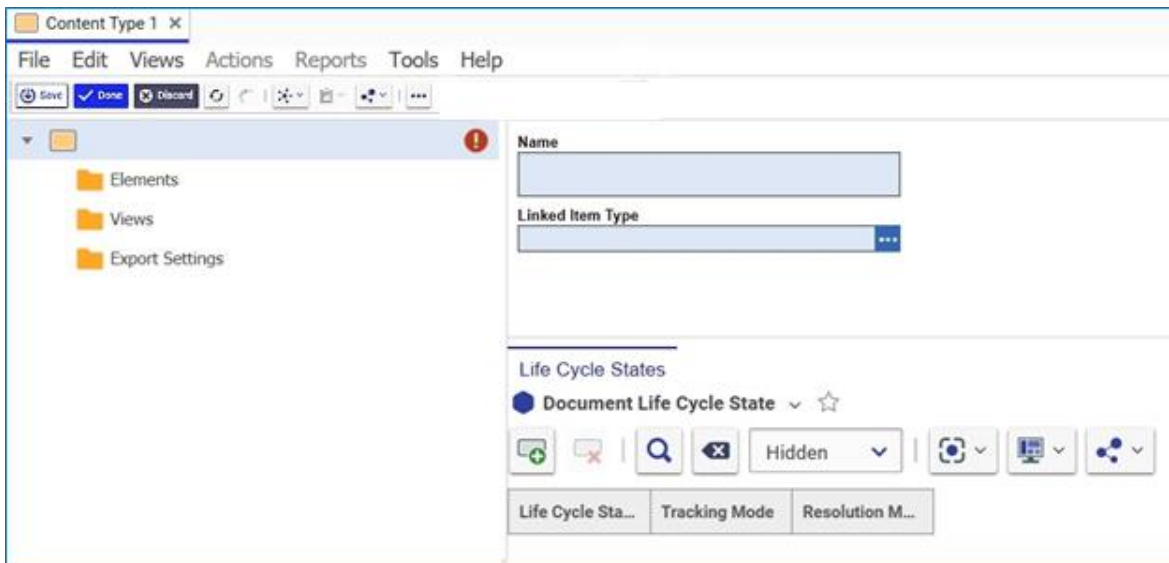 Content Type 1
File Edit Views Actions Reports Tools Help
Save Done Discard
Name
Elements
Linked Item Type
Views
Export Settings
Life Cycle States
Document Life Cycle State
Hidden
Life Cycle Sta... Tracking Mode Resolution M...